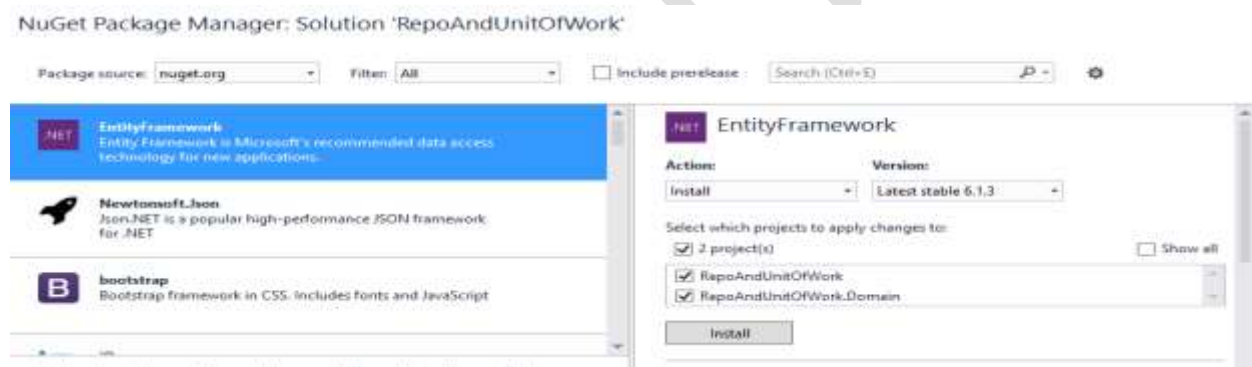 NuGet Package Manager: Solution 'RepoAndUnitOfWork'
Package source: nuget.org Filter: All Include prerelease Search (Ctrl+E)
.NET EntityFramework
Entity Framework is Microsoft's recommended data access
technology for new applications.
Newtonsoft.Json
Json.NET is a popular high-performance JSON framework
for .NET
B bootstrap
Bootstrap framework in CSS. Includes fonts and JavaScript
.NET EntityFramework
Action: Version:
Install Latest stable 6.1.3
Select which projects to apply changes to:
2 project(s) Show all
RepoAndUnitOfWork
RepoAndUnitOfWork.Domain
Install